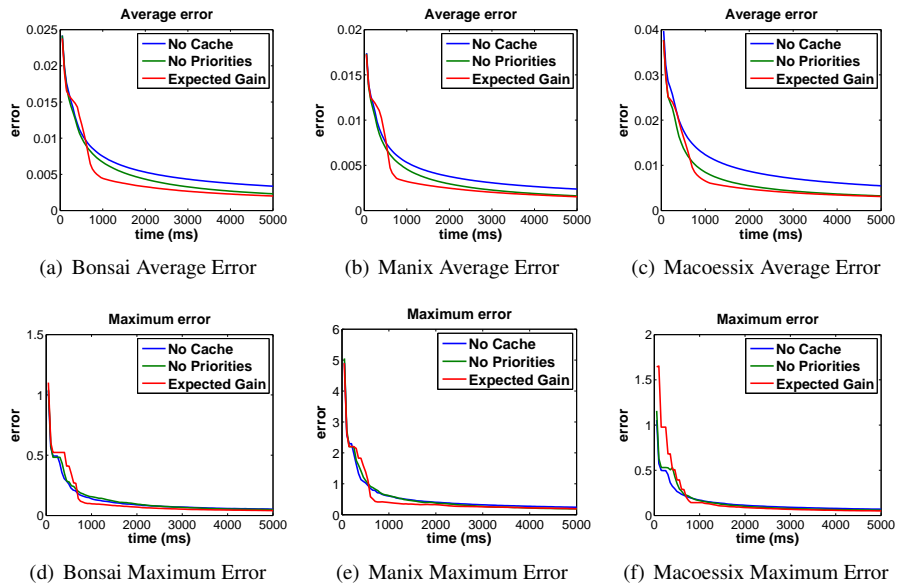 Average error
error
0.025
0.02
0.015
0.01
0.005
0
0 1000 2000 3000 4000 5000
time (ms)
No Cache
No Priorities
Expected Gain
(a) Bonsai Average Error
Average error
error
0.02
0.015
0.01
0.005
0
0 1000 2000 3000 4000 5000
time (ms)
No Cache
No Priorities
Expected Gain
(b) Manix Average Error
Average error
error
0.04
0.03
0.02
0.01
0
0 1000 2000 3000 4000 5000
time (ms)
No Cache
No Priorities
Expected Gain
(c) Macoessix Average Error
Maximum error
error
1.5
1
0.5
0
0 1000 2000 3000 4000 5000
time (ms)
No Cache
No Priorities
Expected Gain
(d) Bonsai Maximum Error
Maximum error
error
6
5
4
3
2
1
0
0 1000 2000 3000 4000 5000
time (ms)
No Cache
No Priorities
Expected Gain
(e) Manix Maximum Error
Maximum error
error
2
1.5
1
0.5
0
0 1000 2000 3000 4000 5000
time (ms)
No Cache
No Priorities
Expected Gain
(f) Macoessix Maximum Error